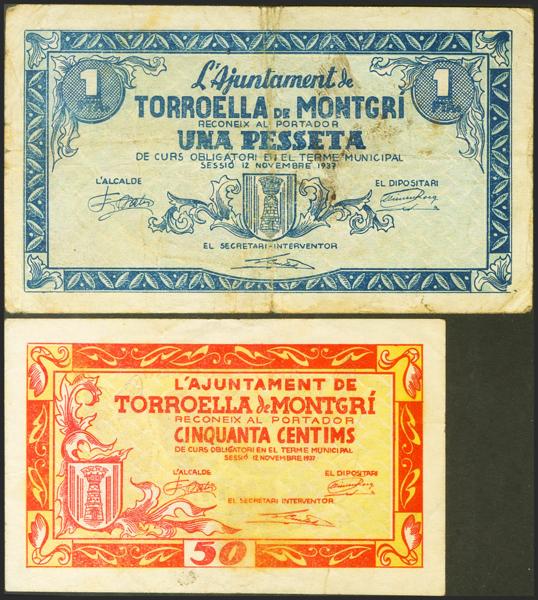 1 1
PTA. PTA.
L'Ajuntament de
TORROELLA DE MONTGRÍ
RECONEIX AL PORTADOR
UNA PESSETA
DE CURS OBLIGATORI EN EL TERME MUNICIPAL
SESSIÓ 12 NOVEMBRE 1937
L'ALCALDE EL DIPOSITARI
EL SECRETARI-INTERVENTOR
L'AJUNTAMENT DE
TORROELLA de MONTGRÍ
RECONEIX AL PORTADOR
CINQUANTA CENTIMS
DE CURS OBLIGATORI EN EL TERME MUNICIPAL
SESSIÓ 12 NOVEMBRE 1937
L'ALCALDE EL DIPOSITARI
EL SECRETARI INTERVENTOR
50